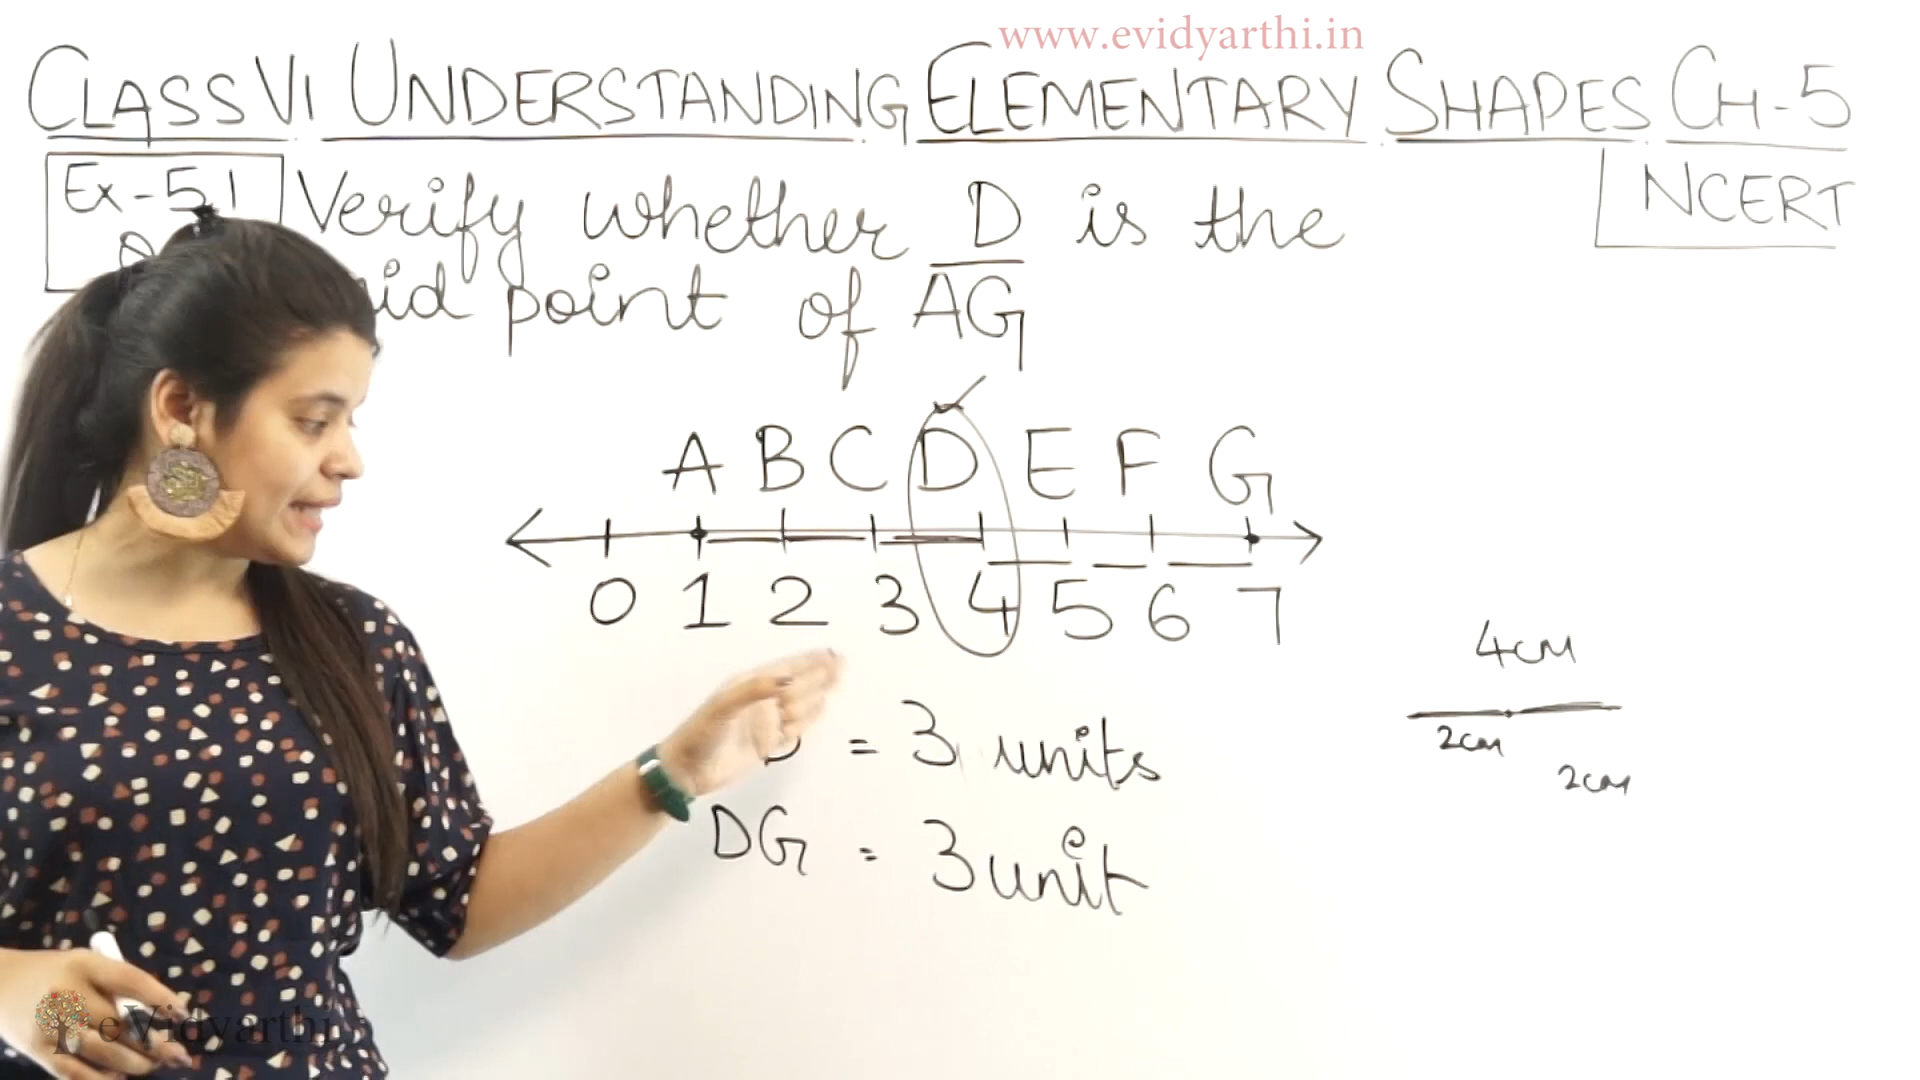 www.evidyarthi.in
CLASS VI UNDERSTANDING ELEMENTARY SHAPES CH-5
Ex-5.1 Verify whether D is the NCERT
point of AG
A B C D E F G
0 1 2 3 4 5 6 7
4cm
2cm
2cm
= 3 units
DG = 3 unit
eVidyarthi